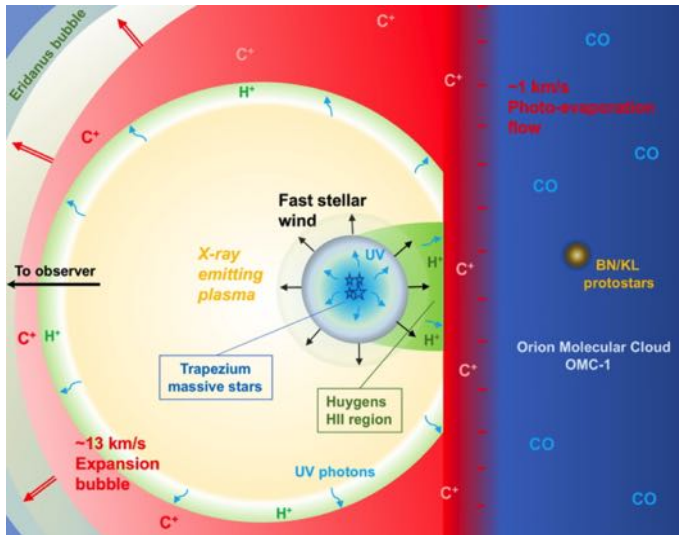 Eridanus bubble
C⁺
C⁺
CO
H⁺
C⁺
~1 km/s
Photo-evaporation
flow
C⁺
CO
CO
Fast stellar
wind
X-ray
emitting
plasma
UV
H⁺
C⁺
BN/KL
protostars
To observer
C⁺
H⁺
H⁺
Orion Molecular Cloud
OMC-1
Trapezium
massive stars
C⁺
Huygens
HII region
~13 km/s
Expansion
bubble
UV photons
CO
C⁺
C⁺
H⁺
CO